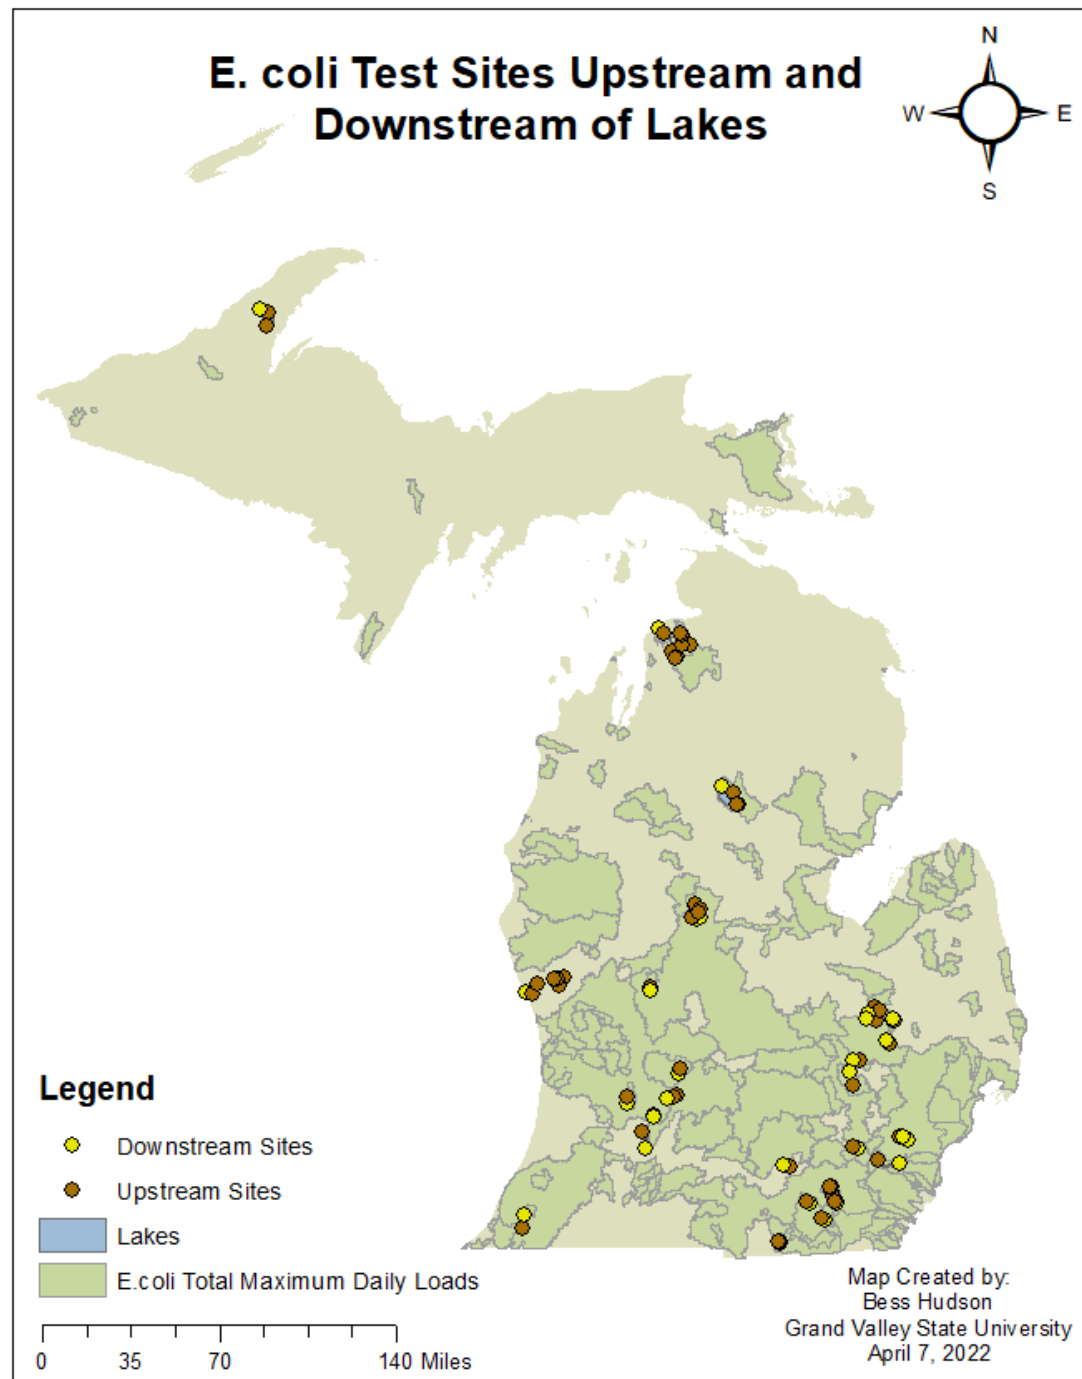 E. coli Test Sites Upstream and
Downstream of Lakes
N
W
E
S
Legend
Downstream Sites
Upstream Sites
Lakes
E.coli Total Maximum Daily Loads
0 35 70 140 Miles
Map Created by:
Bess Hudson
Grand Valley State University
April 7, 2022